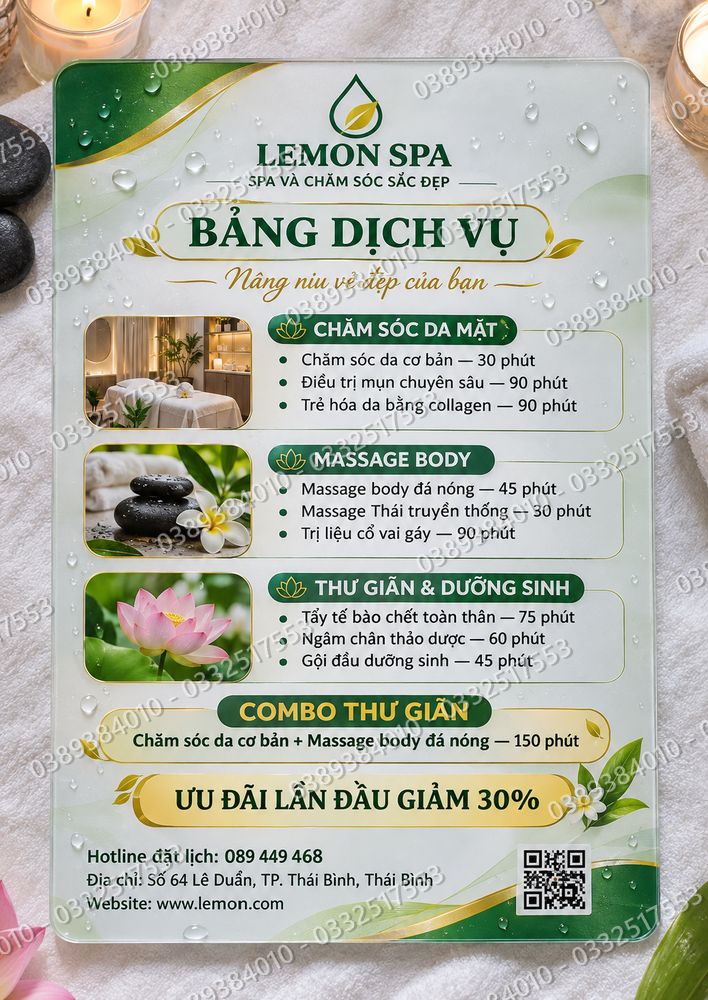 LEMON SPA
SPA VÀ CHĂM SÓC SẮC ĐẸP
BẢNG DỊCH VỤ
Nâng niu vẻ đẹp của bạn
CHĂM SÓC DA MẶT
• Chăm sóc da cơ bản — 30 phút
• Điều trị mụn chuyên sâu — 90 phút
• Trẻ hóa da bằng collagen — 90 phút
MASSAGE BODY
• Massage body đá nóng — 45 phút
• Massage Thái truyền thống — 30 phút
• Trị liệu cổ vai gáy — 90 phút
THƯ GIÃN & DƯỠNG SINH
• Tẩy tế bào chết toàn thân — 75 phút
• Ngâm chân thảo dược — 60 phút
• Gội đầu dưỡng sinh — 45 phút
COMBO THƯ GIÃN
Chăm sóc da cơ bản + Massage body đá nóng — 150 phút
ƯU ĐÃI LẦN ĐẦU GIẢM 30%
Hotline đặt lịch: 089 449 468
Địa chỉ: Số 64 Lê Duẩn, TP. Thái Bình, Thái Bình
Website: www.lemon.com
0389384010 - 0332517553